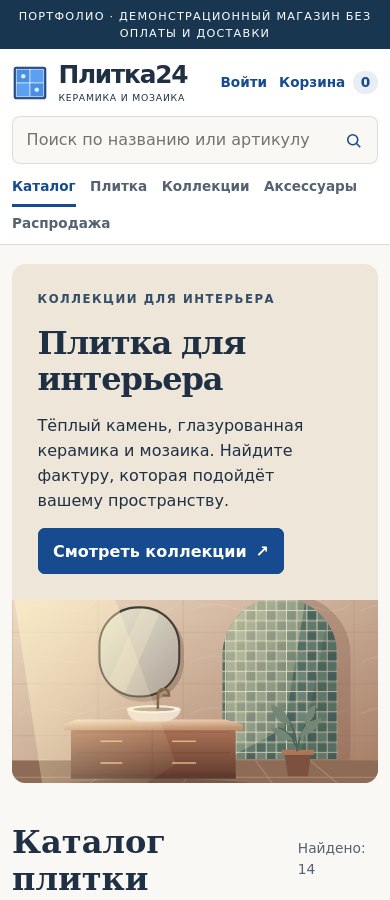 ПОРТФОЛИО · ДЕМОНСТРАЦИОННЫЙ МАГАЗИН БЕЗ
ОПЛАТЫ И ДОСТАВКИ
Плитка24
КЕРАМИКА И МОЗАИКА
Войти Корзина 0
Поиск по названию или артикулу
Каталог Плитка Коллекции Аксессуары
Распродажа
КОЛЛЕКЦИИ ДЛЯ ИНТЕРЬЕРА
Плитка для
интерьера
Тёплый камень, глазурованная
керамика и мозаика. Найдите
фактуру, которая подойдёт
вашему пространству.
Смотреть коллекции ↗
Каталог
плитки
Найдено:
14